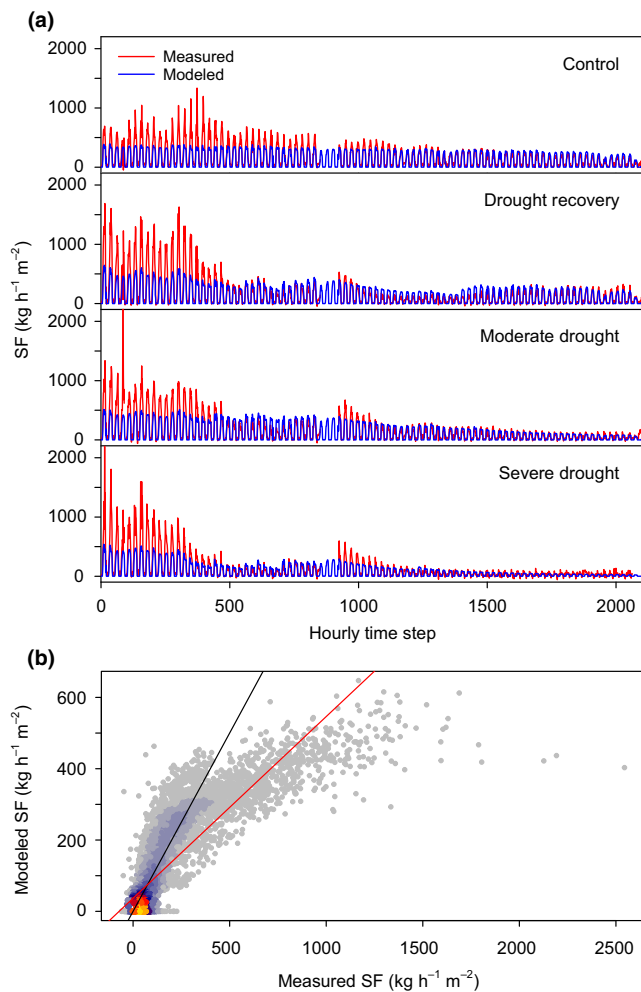 (a)
2000
Measured
Modeled
Control
1000
0
2000
Drought recovery
1000
0
SF (kg h⁻¹ m⁻²)
2000
Moderate drought
1000
0
2000
Severe drought
1000
0
0 500 1000 1500 2000
Hourly time step
(b)
600
400
200
0
Modeled SF (kg h⁻¹ m⁻²)
0 500 1000 1500 2000 2500
Measured SF (kg h⁻¹ m⁻²)